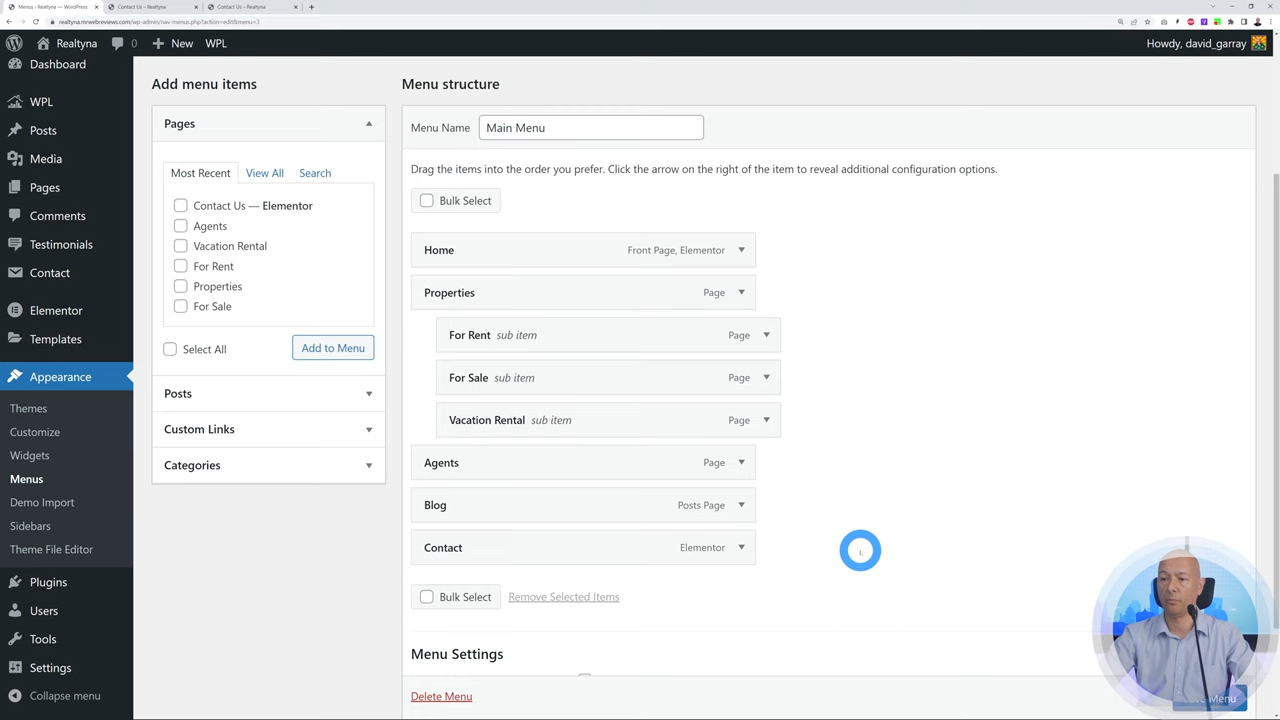 Menus - Realtyna — WordPress
Contact Us – Realtyna
Contact Us – Realtyna
realtyna.mrwebreviews.com/wp-admin/nav-menus.php?action=edit&menu=3
Realtyna
0
New
WPL
Howdy, david_garray
Dashboard
WPL
Posts
Media
Pages
Comments
Testimonials
Contact
Elementor
Templates
Appearance
Themes
Customize
Widgets
Menus
Demo Import
Sidebars
Theme File Editor
Plugins
Users
Tools
Settings
Collapse menu
Add menu items
Pages
Most Recent View All Search
Contact Us — Elementor
Agents
Vacation Rental
For Rent
Properties
For Sale
Select All
Add to Menu
Posts
Custom Links
Categories
Menu structure
Menu Name Main Menu
Drag the items into the order you prefer. Click the arrow on the right of the item to reveal additional configuration options.
Bulk Select
Home Front Page, Elementor
Properties Page
For Rent sub item Page
For Sale sub item Page
Vacation Rental sub item Page
Agents Page
Blog Posts Page
Contact Elementor
Bulk Select Remove Selected Items
Menu Settings
Delete Menu
Menu